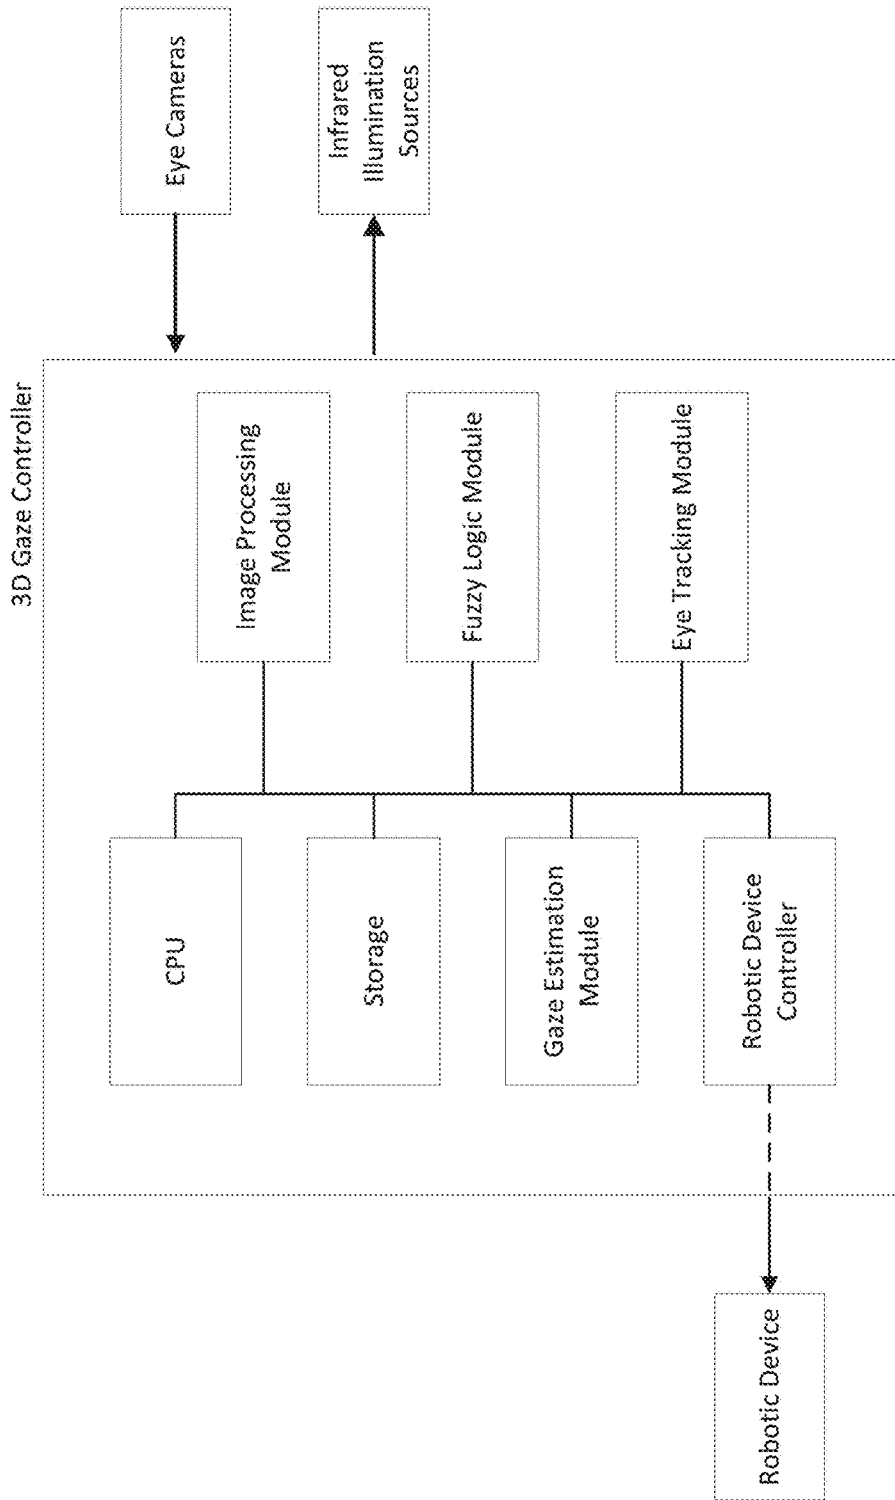 3D Gaze Controller
Eye Cameras
Infrared
Illumination
Sources
Image Processing
Module
Fuzzy Logic Module
Eye Tracking Module
CPU
Storage
Gaze Estimation
Module
Robotic Device
Controller
Robotic Device